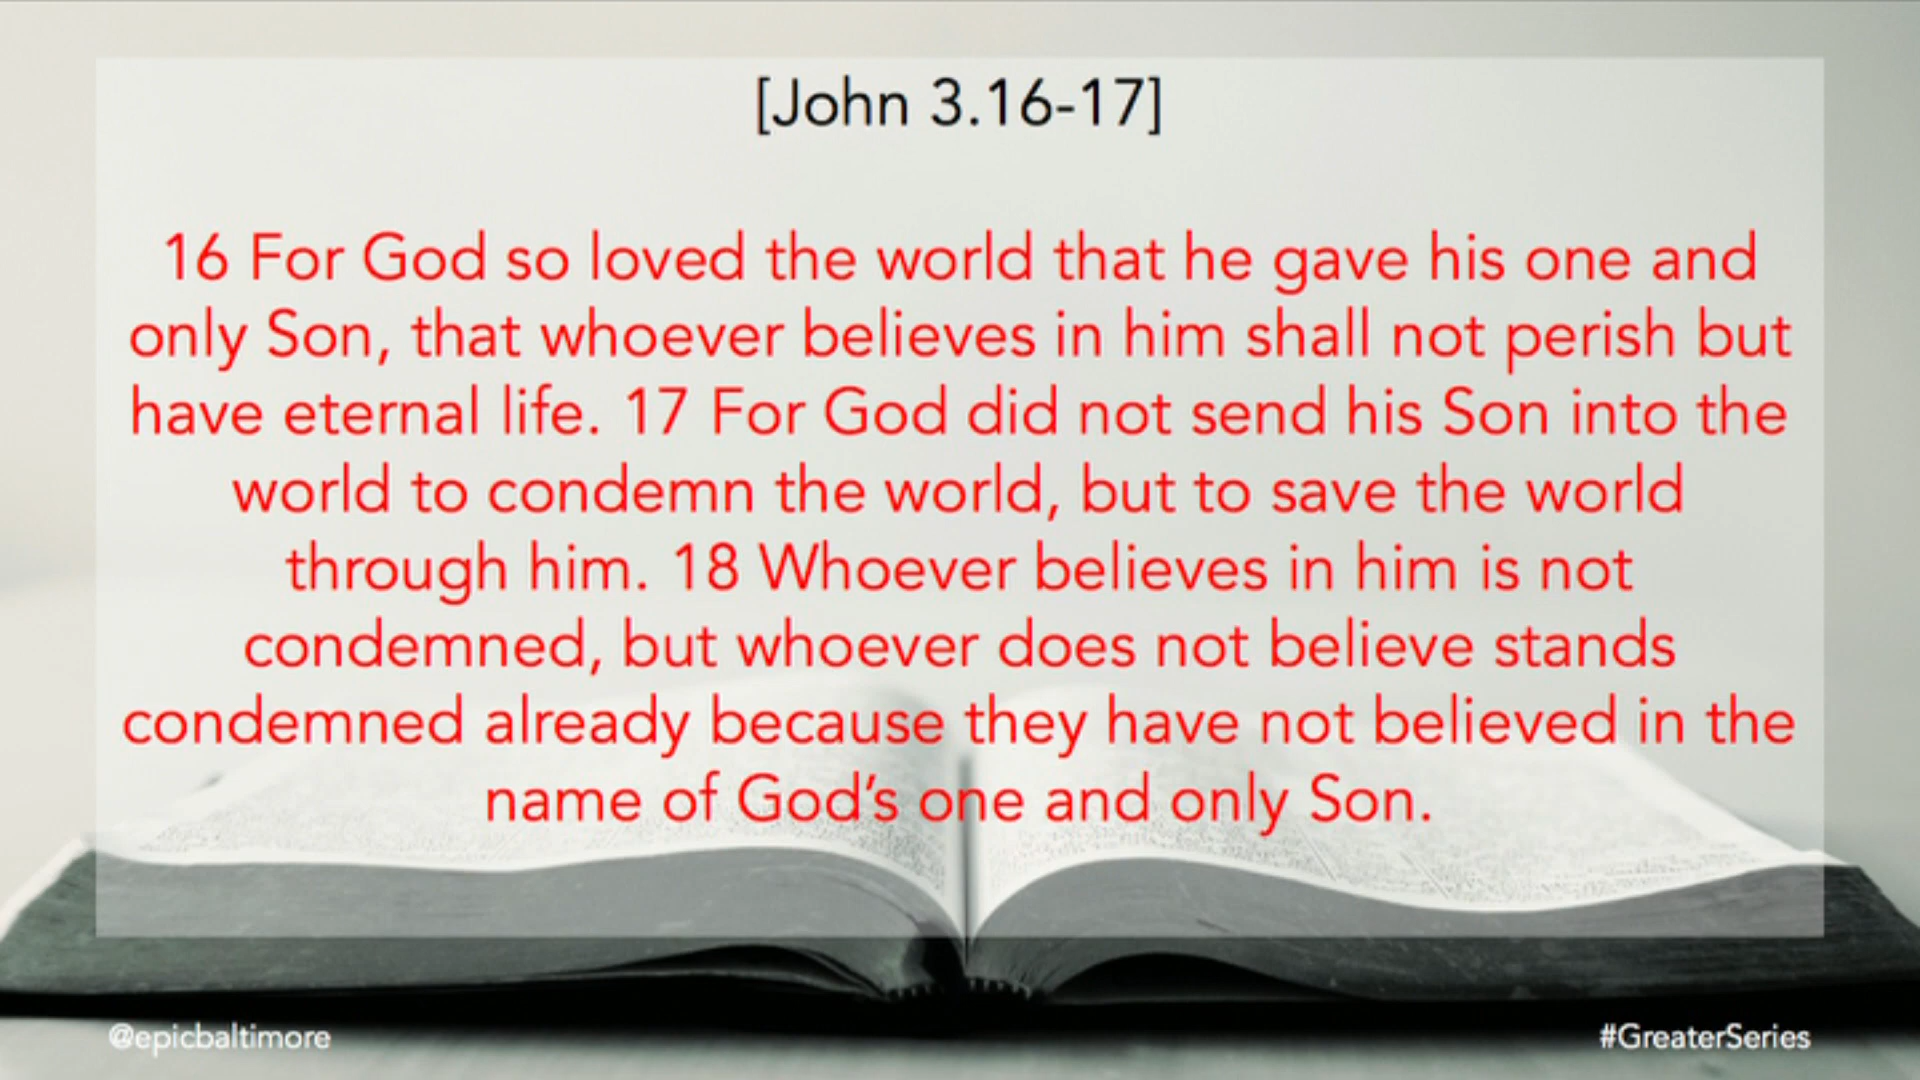 [John 3.16-17]
16 For God so loved the world that he gave his one and
only Son, that whoever believes in him shall not perish but
have eternal life. 17 For God did not send his Son into the
world to condemn the world, but to save the world
through him. 18 Whoever believes in him is not
condemned, but whoever does not believe stands
condemned already because they have not believed in the
name of God’s one and only Son.
@epicbaltimore
#GreaterSeries